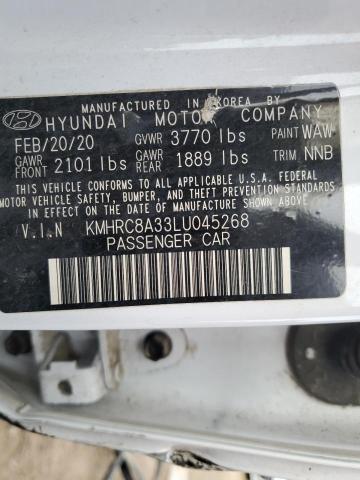 MANUFACTURED IN KOREA BY
HYUNDAI MOTOR COMPANY
FEB/20/20 GVWR 3770 lbs PAINT WAW
GAWR FRONT 2101 lbs GAWR REAR 1889 lbs TRIM NNB
THIS VEHICLE CONFORMS TO ALL APPLICABLE U.S.A. FEDERAL
MOTOR VEHICLE SAFETY, BUMPER, AND THEFT PREVENTION STANDARDS
IN EFFECT ON THE DATE OF MANUFACTURE SHOWN ABOVE.
V.I.N KMHRC8A33LU045268
PASSENGER CAR